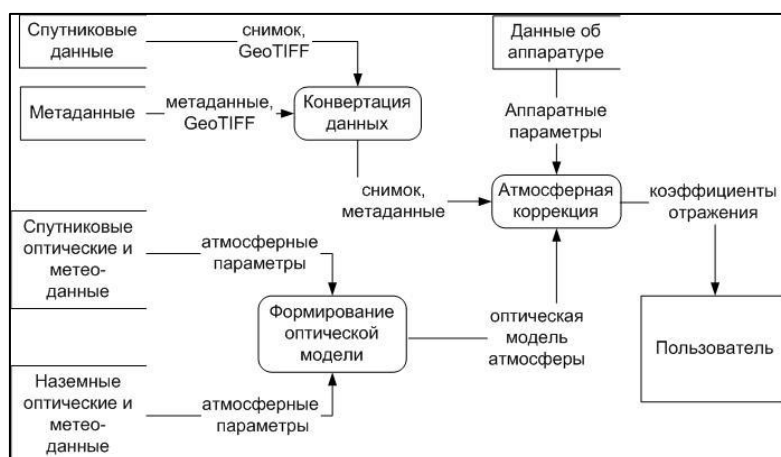 Спутниковые
данные
снимок,
GeoTIFF
Данные об
аппаратуре
Метаданные
метаданные,
GeoTIFF
Конвертация
данных
Аппаратные
параметры
снимок,
метаданные
Атмосферная
коррекция
коэффициенты
отражения
Спутниковые
оптические и
метео-
данные
атмосферные
параметры
Формирование
оптической
модели
оптическая
модель
атмосферы
Пользователь
Наземные
оптические и
метео-
данные
атмосферные
параметры